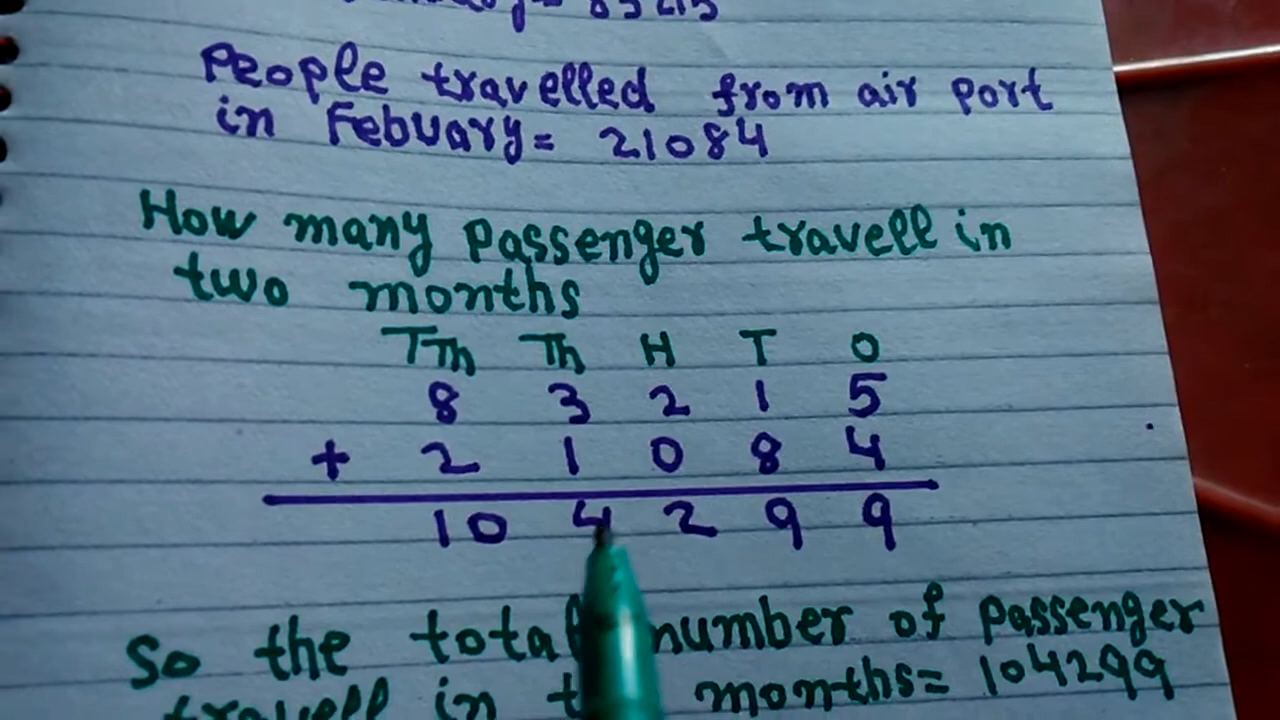 People travelled from air port
in Febuary= 21084
How many passenger travell in
two months
TTh Th H T O
8 3 2 1 5
+ 2 1 0 8 4
10 4 2 9 9
So the total number of passenger
travell in months= 104299